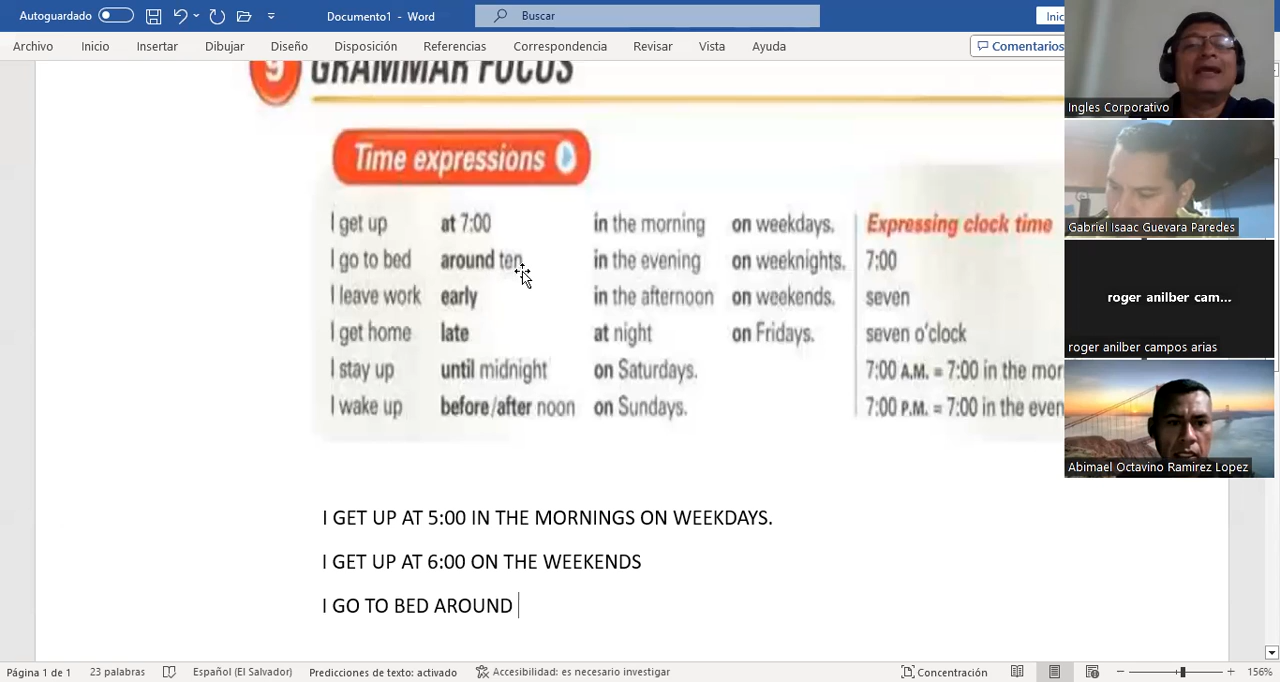 Autoguardado
Documento1 - Word
Buscar
Inic
Archivo Inicio Insertar Dibujar Diseño Disposición Referencias Correspondencia Revisar Vista Ayuda
Comentarios
9 GRAMMAR FOCUS
Time expressions
I get up at 7:00 in the morning on weekdays.
I go to bed around ten in the evening on weeknights.
I leave work early in the afternoon on weekends.
I get home late at night on Fridays.
I stay up until midnight on Saturdays.
I wake up before/after noon on Sundays.
Expressing clock time
7:00
seven
seven o'clock
7:00 A.M. = 7:00 in the mor
7:00 P.M. = 7:00 in the even
I GET UP AT 5:00 IN THE MORNINGS ON WEEKDAYS.
I GET UP AT 6:00 ON THE WEEKENDS
I GO TO BED AROUND
Ingles Corporativo
Gabriel Isaac Guevara Paredes
roger anilber cam...
roger anilber campos arias
Abimael Octavino Ramirez Lopez
Página 1 de 1 23 palabras Español (El Salvador) Predicciones de texto: activado Accesibilidad: es necesario investigar Concentración 156%